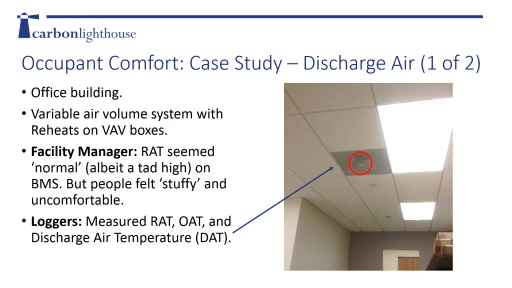 carbonlighthouse
Occupant Comfort: Case Study – Discharge Air (1 of 2)
• Office building.
• Variable air volume system with
Reheats on VAV boxes.
• Facility Manager: RAT seemed
‘normal’ (albeit a tad high) on
BMS. But people felt ‘stuffy’ and
uncomfortable.
• Loggers: Measured RAT, OAT, and
Discharge Air Temperature (DAT).